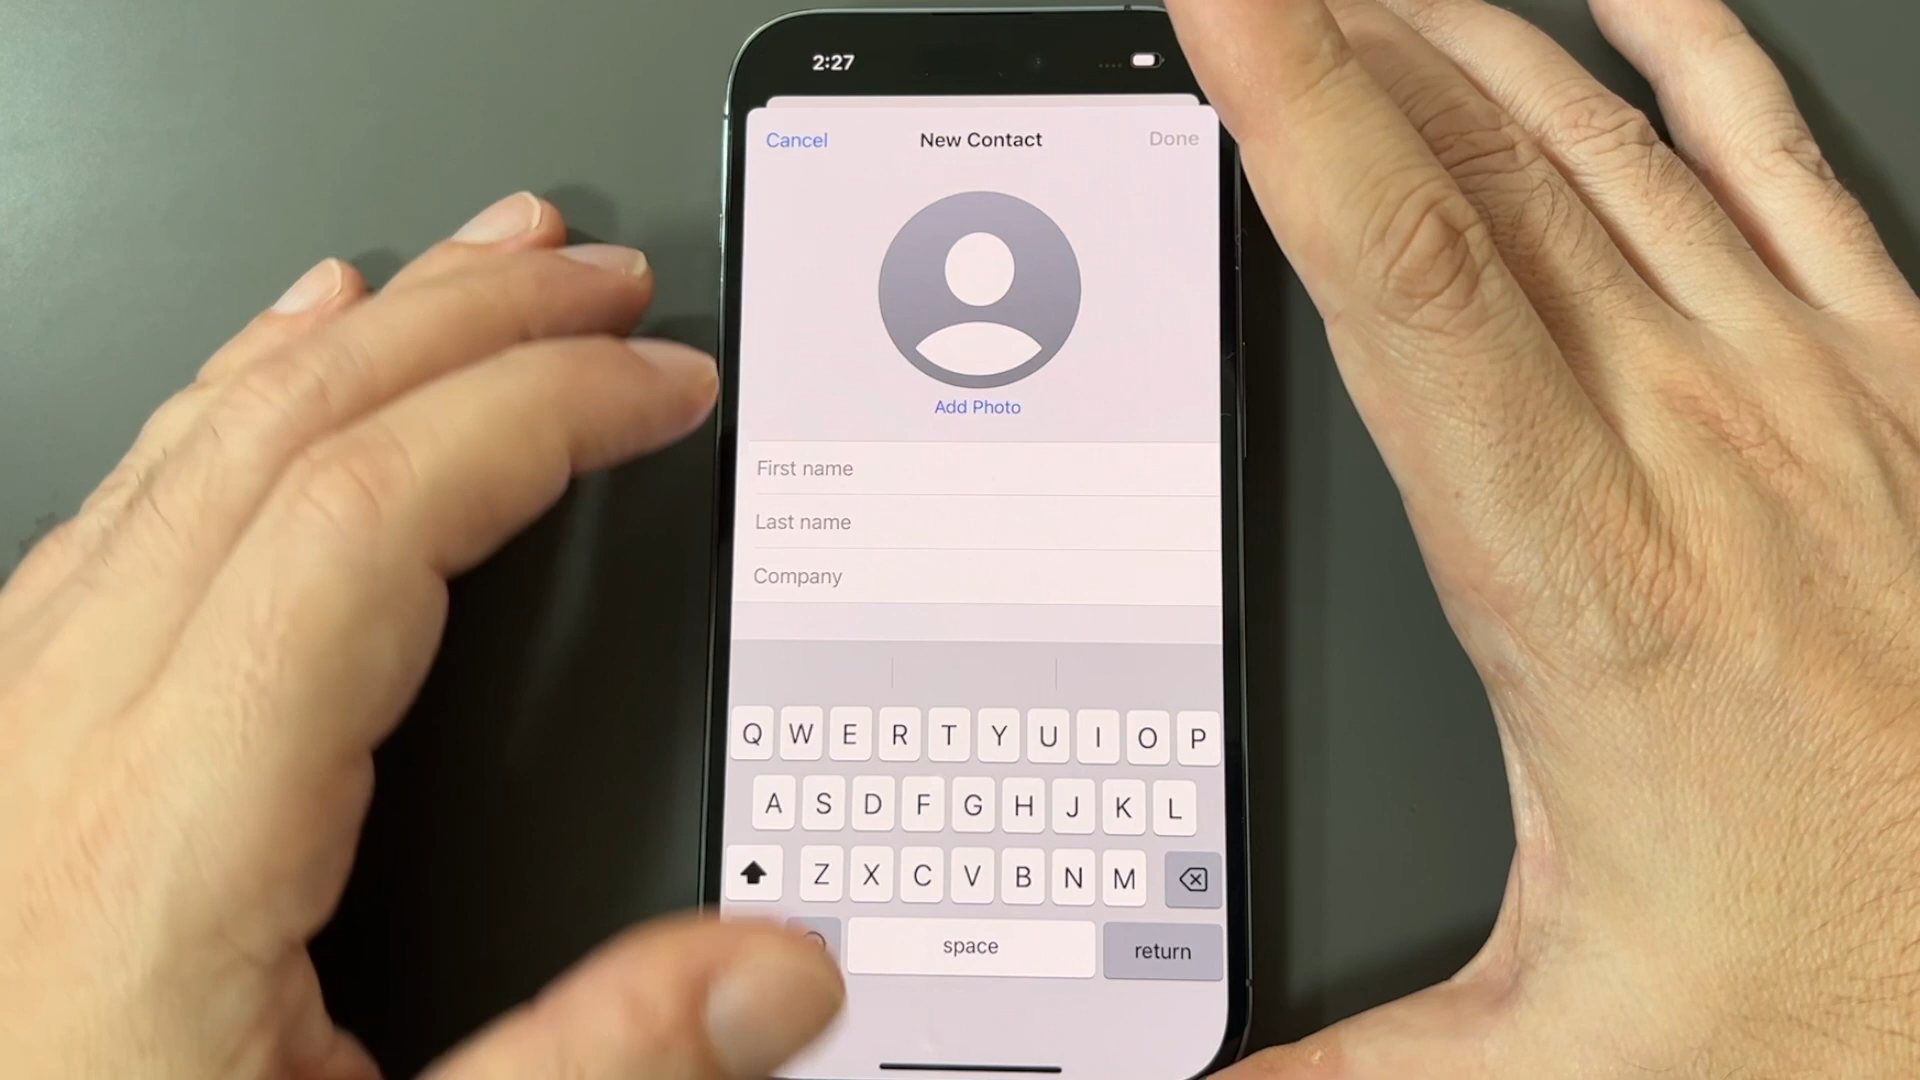 2:27
Cancel New Contact Done
Add Photo
First name
Last name
Company
Q W E R T Y U I O P
A S D F G H J K L
Z X C V B N M
space return